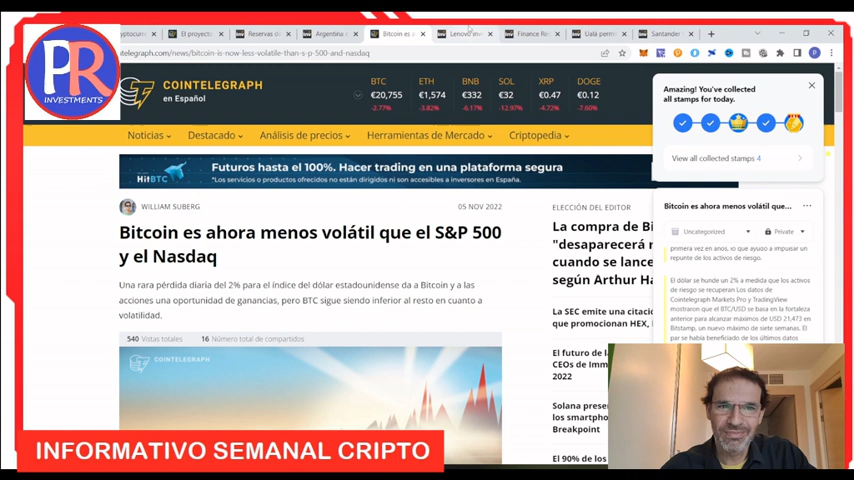 El proyecto
Reservas d
Argentina
Bitcoin es
Lenovo inv
Finance Re
Ualá permi
Santander
telegraph.com/news/bitcoin-is-now-less-volatile-than-s-p-500-and-nasdaq
PR
INVESTMENTS
COINTELEGRAPH
en Español
BTC ETH BNB SOL XRP DOGE
€20,755 €1,574 €332 €32 €0.47 €0.12
-2.77% -3.82% -6.17% -12.97% -4.72% -7.60%
Noticias Destacado Análisis de precios Herramientas de Mercado Criptopedia
HitBTC
Futuros hasta el 100%. Hacer trading en una plataforma segura
*Los servicios o productos ofrecidos no están dirigidos ni son accesibles a inversores en España.
WILLIAM SUBERG
05 NOV 2022
Bitcoin es ahora menos volátil que el S&P 500
y el Nasdaq
Una rara pérdida diaria del 2% para el índice del dólar estadounidense da a Bitcoin y a las
acciones una oportunidad de ganancias, pero BTC sigue siendo inferior al resto en cuanto a
volatilidad.
540 Vistas totales
16 Número total de compartidos
COINTELEGRAPH
ELECCIÓN DEL EDITOR
La compra de Bi
"desaparecerá
cuando se lance
según Arthur Ha
La SEC emite una citació
que promocionan HEX,
El futuro de la
CEOs de Imm
2022
Solana presen
los smartpho
Breakpoint
El 90% de los
Amazing! You've collected
all stamps for today.
View all collected stamps 4
Bitcoin es ahora menos volátil que...
Uncategorized
Private
primera vez en años, lo que ayudó a impulsar un
repunte de los activos de riesgo.
El dólar se hunde un 2% a medida que los activos
de riesgo se recuperan Los datos de
Cointelegraph Markets Pro y TradingView
mostraron que el BTC/USD se basa en la fortaleza
anterior para alcanzar máximos de USD 21,473 en
Bitstamp, un nuevo máximo de siete semanas. El
par se había beneficiado de los últimos datos
INFORMATIVO SEMANAL CRIPTO